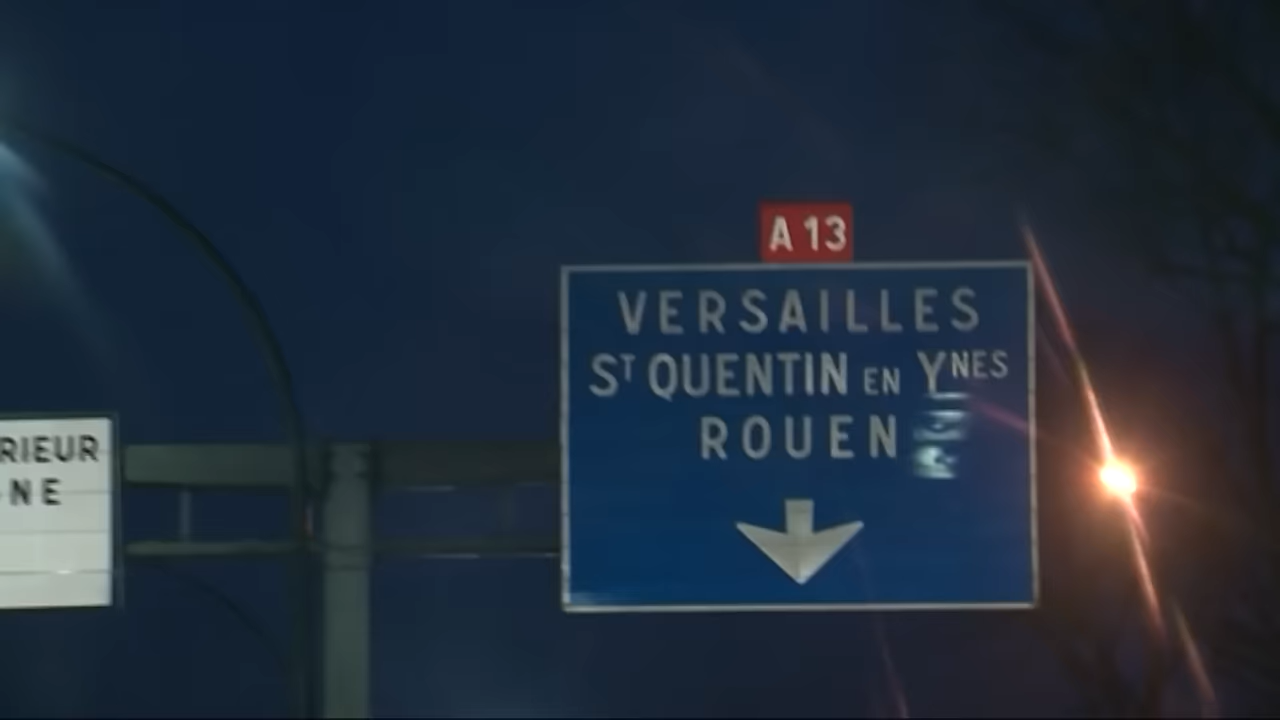 A 13
VERSAILLES
ST QUENTIN EN YNES
ROUEN
RIEUR
NE